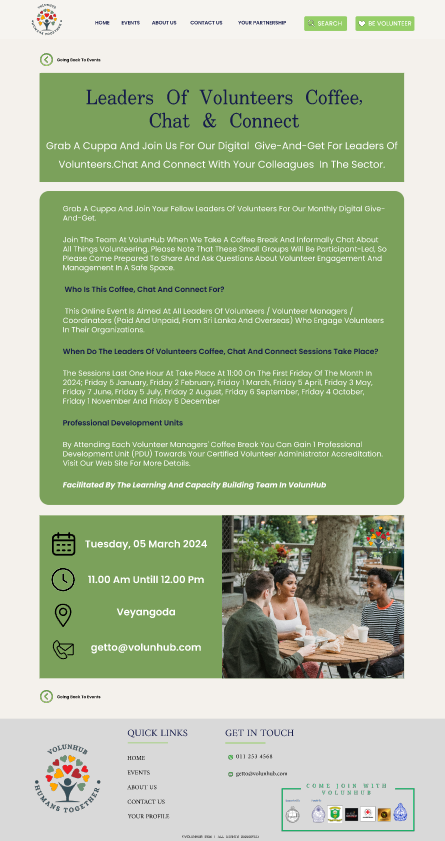 VOLUNHUB
HUMANS TOGETHER
HOME EVENTS ABOUT US CONTACT US YOUR PARTNERSHIP SEARCH BE VOLUNTEER
Going Back To Events
Leaders Of Volunteers Coffee,
Chat & Connect
Grab A Cuppa And Join Us For Our Digital Give-And-Get For Leaders Of
Volunteers.Chat And Connect With Your Colleagues In The Sector.
Grab A Cuppa And Join Your Fellow Leaders Of Volunteers For Our Monthly Digital Give-
And-Get.
Join The Team At VolunHub When We Take A Coffee Break And Informally Chat About
All Things Volunteering. Please Note That These Small Groups Will Be Participant-Led, So
Please Come Prepared To Share And Ask Questions About Volunteer Engagement And
Management In A Safe Space.
Who Is This Coffee, Chat And Connect For?
This Online Event Is Aimed At All Leaders Of Volunteers / Volunteer Managers /
Coordinators (Paid And Unpaid, From Sri Lanka And Overseas) Who Engage Volunteers
In Their Organizations.
When Do The Leaders Of Volunteers Coffee, Chat And Connect Sessions Take Place?
The Sessions Last One Hour At Take Place At 11:00 On The First Friday Of The Month In
2024; Friday 5 January, Friday 2 February, Friday 1 March, Friday 5 April, Friday 3 May,
Friday 7 June, Friday 5 July, Friday 2 August, Friday 6 September, Friday 4 October,
Friday 1 November And Friday 6 December
Professional Development Units
By Attending Each Volunteer Managers' Coffee Break You Can Gain 1 Professional
Development Unit (PDU) Towards Your Certified Volunteer Administrator Accreditation.
Visit Our Web Site For More Details.
Facilitated By The Learning And Capacity Building Team In VolunHub
Tuesday, 05 March 2024
11.00 Am Untill 12.00 Pm
Veyangoda
getto@volunhub.com
Going Back To Events
VOLUNHUB
HUMANS TOGETHER
QUICK LINKS
HOME
EVENTS
ABOUT US
CONTACT US
YOUR PROFILE
GET IN TOUCH
011 233 4568
getto@volunhub.com
COME JOIN WITH
VOLUNHUB